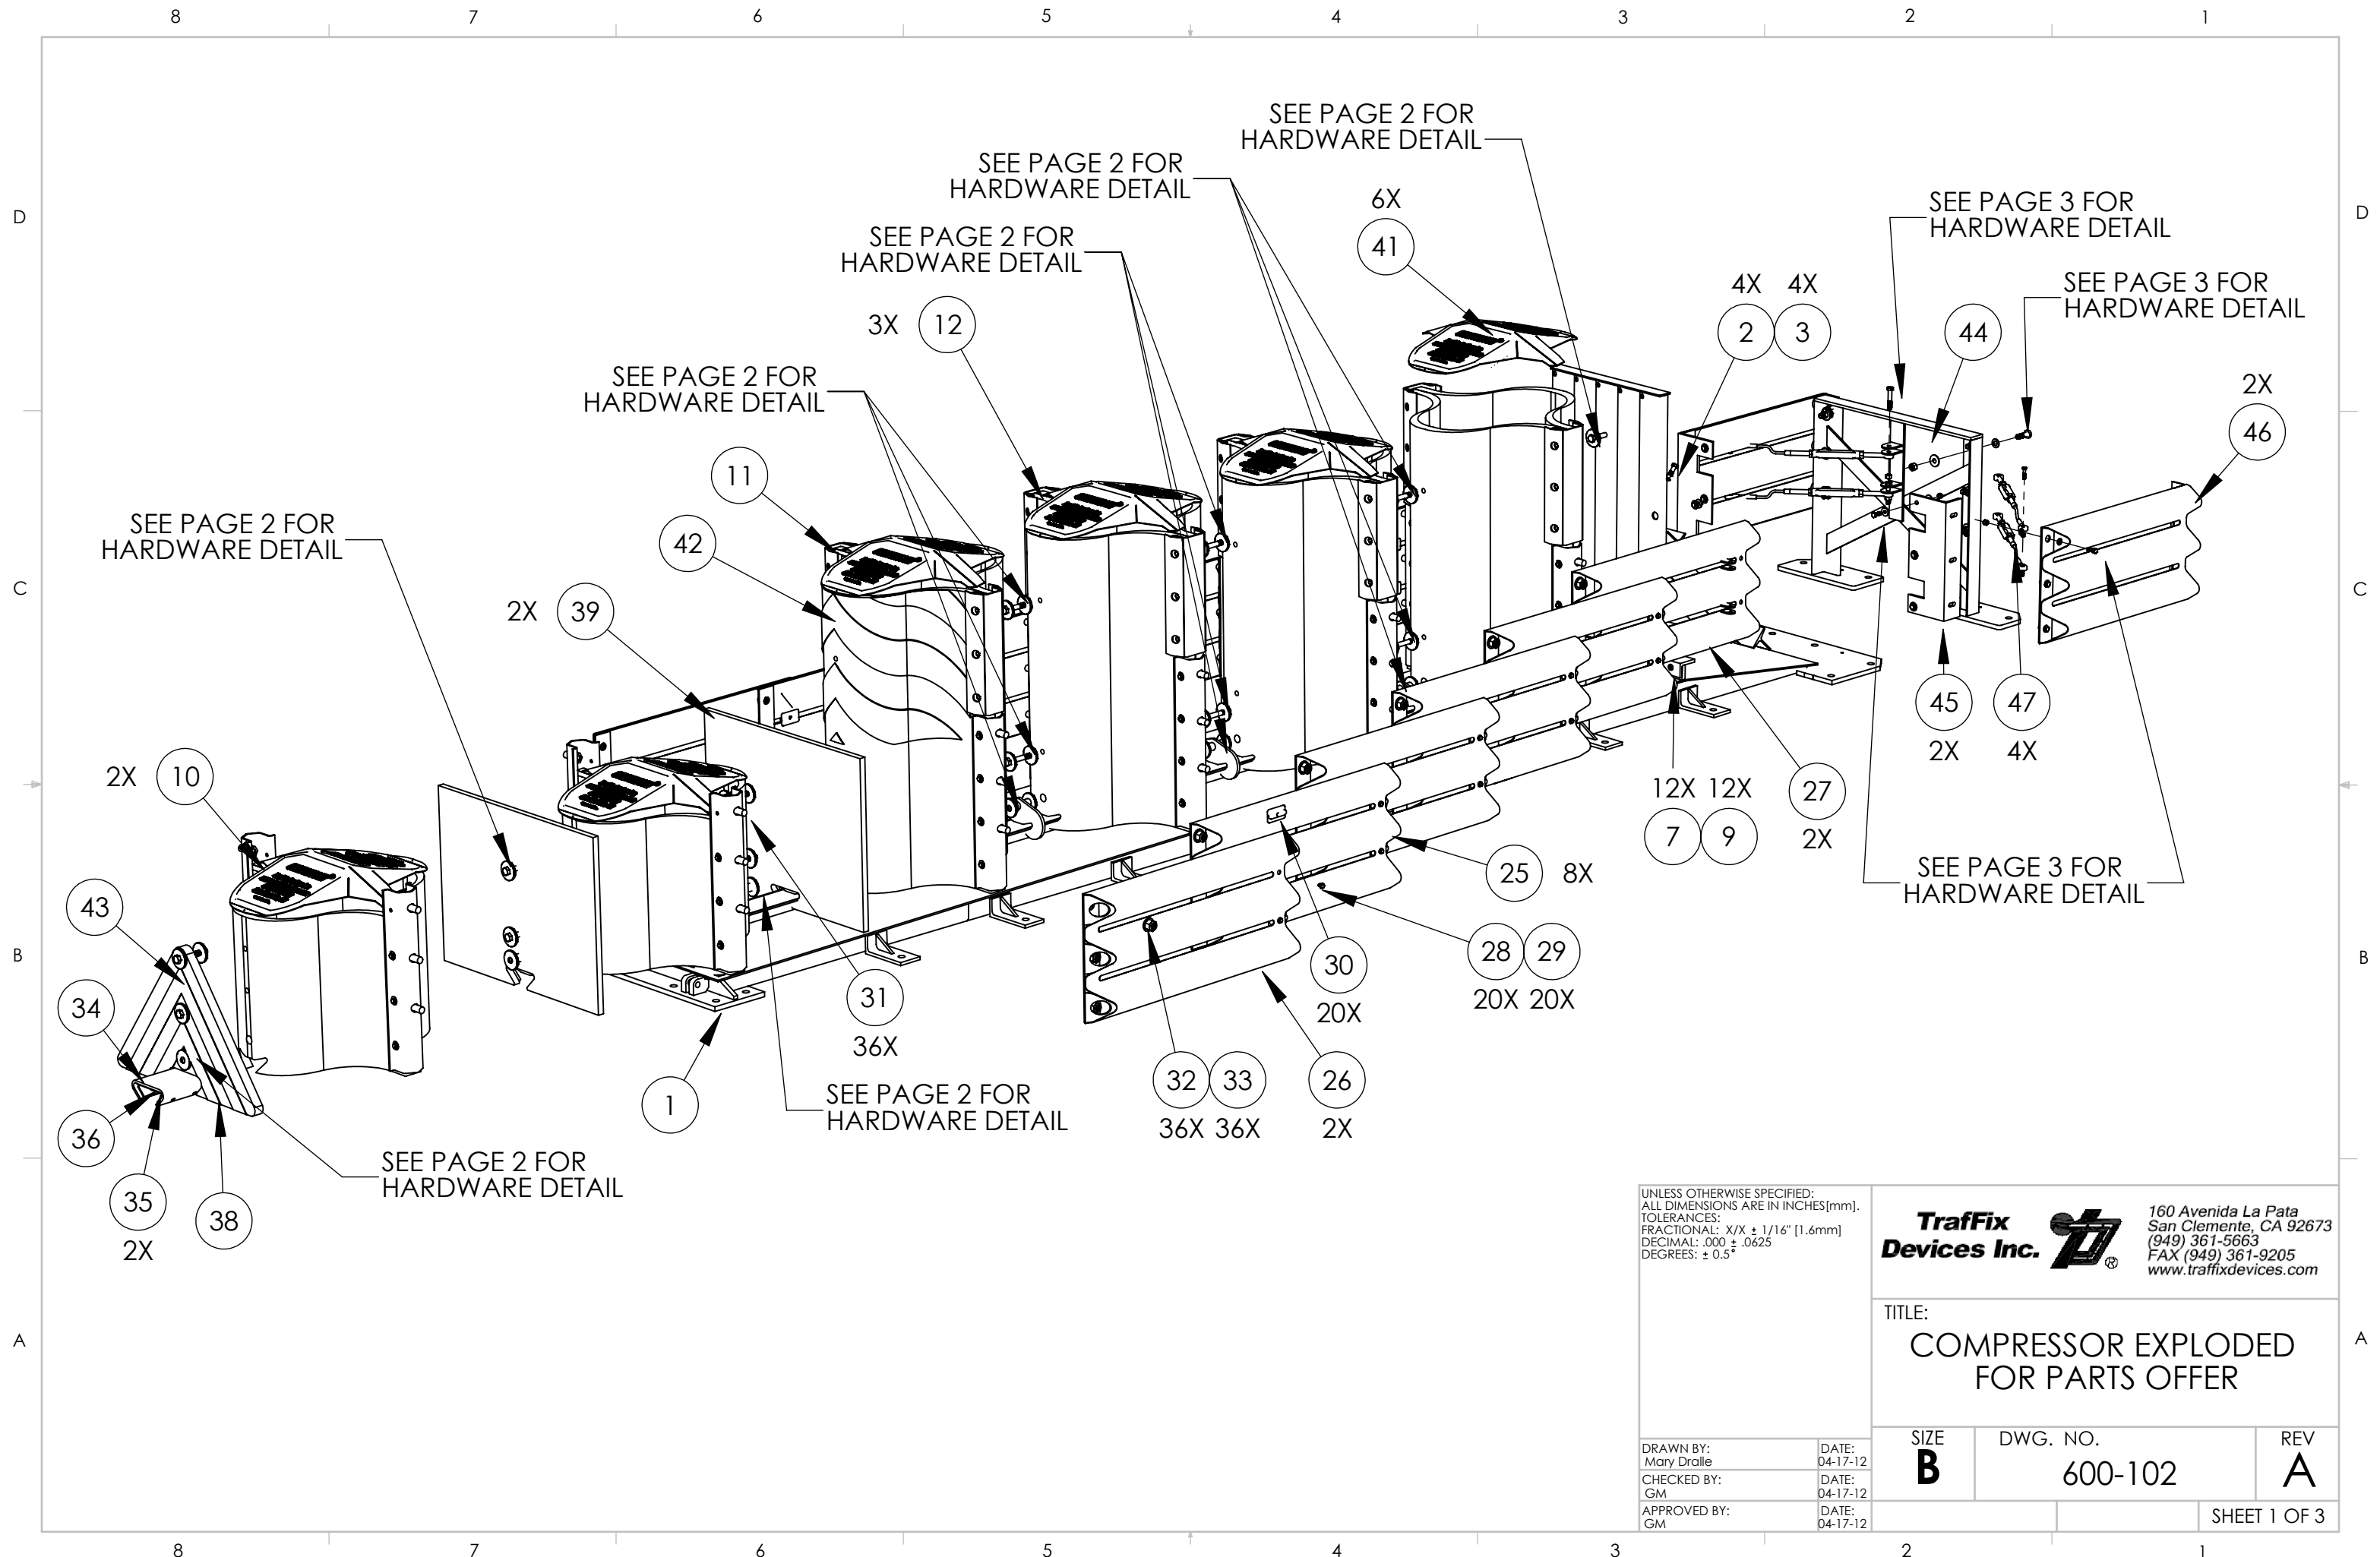 8 7 6 5 4 3 2 1
D
D
C
C
B
B
A
A
SEE PAGE 2 FOR
HARDWARE DETAIL
SEE PAGE 2 FOR
HARDWARE DETAIL
SEE PAGE 2 FOR
HARDWARE DETAIL
SEE PAGE 2 FOR
HARDWARE DETAIL
SEE PAGE 2 FOR
HARDWARE DETAIL
6X
41
3X 12
11
42
2X 39
2X 10
SEE PAGE 3 FOR
HARDWARE DETAIL
SEE PAGE 3 FOR
HARDWARE DETAIL
4X 4X
2 3
44
2X
46
45
2X
47
4X
12X 12X
7 9
27
2X
SEE PAGE 3 FOR
HARDWARE DETAIL
25 8X
28 29
20X 20X
30
20X
31
36X
32 33
36X 36X
26
2X
1
SEE PAGE 2 FOR
HARDWARE DETAIL
43
34
36
35
2X
38
SEE PAGE 2 FOR
HARDWARE DETAIL
UNLESS OTHERWISE SPECIFIED:
ALL DIMENSIONS ARE IN INCHES[mm].
TOLERANCES:
FRACTIONAL: X/X ± 1/16" [1.6mm]
DECIMAL: .000 ± .0625
DEGREES: ± 0.5°
TrafFix
Devices Inc.
®
160 Avenida La Pata
San Clemente, CA 92673
(949) 361-5663
FAX (949) 361-9205
www.traffixdevices.com
TITLE:
COMPRESSOR EXPLODED
FOR PARTS OFFER
DRAWN BY:
Mary Dralle
DATE:
04-17-12
CHECKED BY:
GM
DATE:
04-17-12
APPROVED BY:
GM
DATE:
04-17-12
SIZE
B
DWG. NO.
600-102
REV
A
SHEET 1 OF 3
8 7 6 5 4 3 2 1